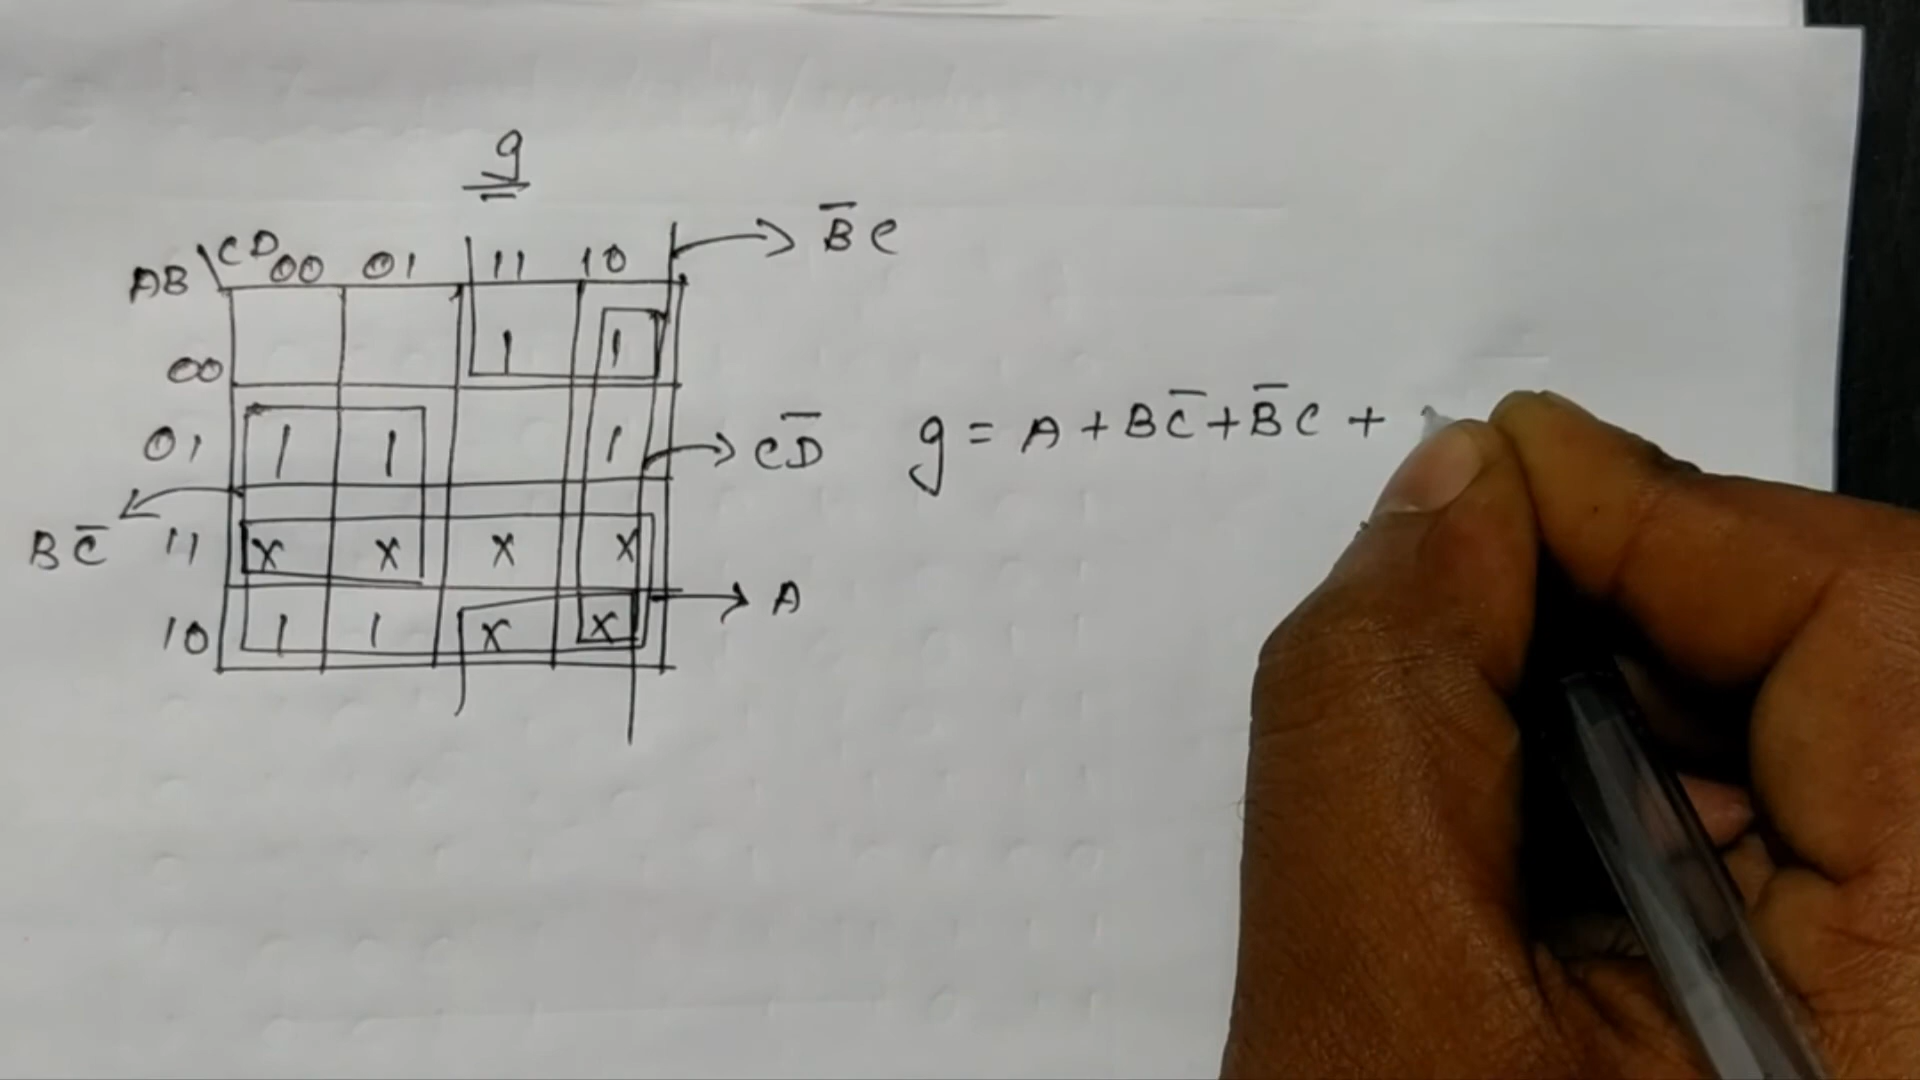 g
AB \ CD 00 01 11 10 → B̅C
00 1 1
01 1 1 1 → CD̅
BC̅ 11 X X X X
10 1 1 X X → A
g = A + BC̅ + B̅C +